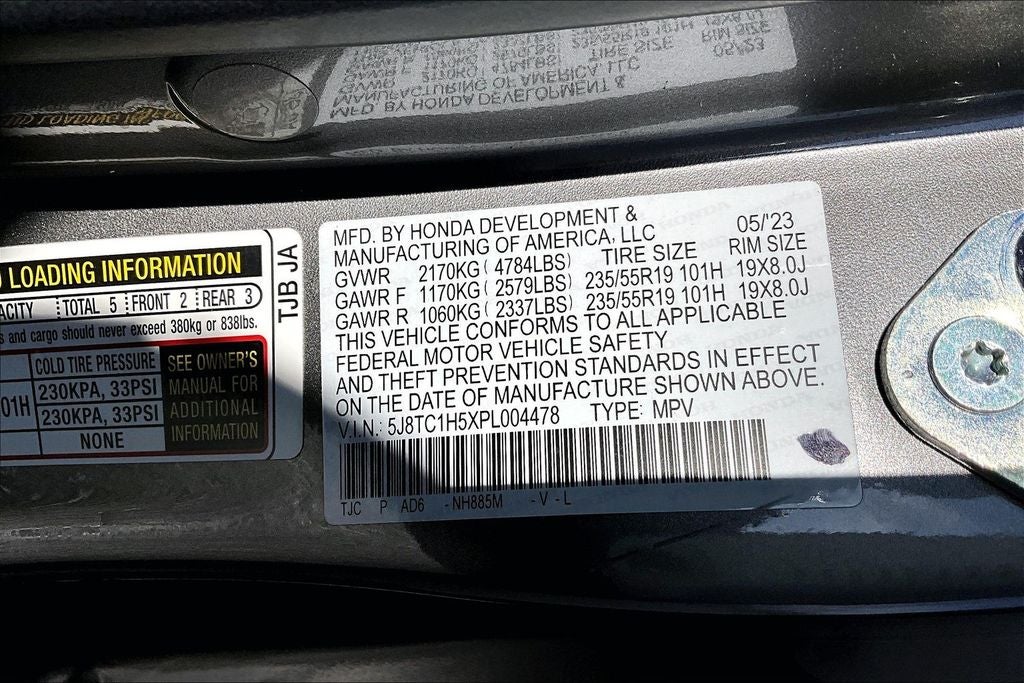 LOADING INFORMATION
ACITY TOTAL 5 FRONT 2 REAR 3
s and cargo should never exceed 380kg or 838lbs.
COLD TIRE PRESSURE
01H 230KPA, 33PSI
230KPA, 33PSI
NONE
SEE OWNER'S
MANUAL FOR
ADDITIONAL
INFORMATION
TJB JA
MFD. BY HONDA DEVELOPMENT & 05/'23
MANUFACTURING OF AMERICA, LLC
TIRE SIZE RIM SIZE
GVWR 2170KG ( 4784LBS)
GAWR F 1170KG ( 2579LBS) 235/55R19 101H 19X8.0J
GAWR R 1060KG ( 2337LBS) 235/55R19 101H 19X8.0J
THIS VEHICLE CONFORMS TO ALL APPLICABLE
FEDERAL MOTOR VEHICLE SAFETY
AND THEFT PREVENTION STANDARDS IN EFFECT
ON THE DATE OF MANUFACTURE SHOWN ABOVE.
V.I.N.: 5J8TC1H5XPL004478 TYPE: MPV
TJC P AD6 -NH885M -V-L